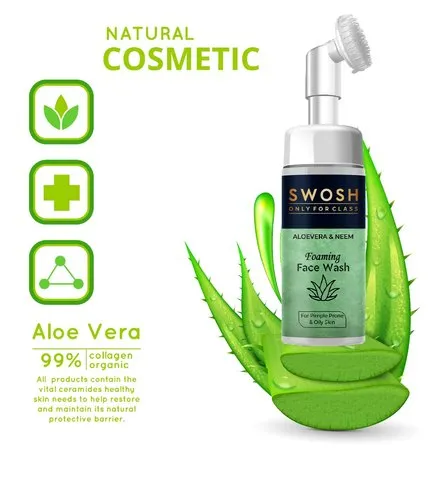 NATURAL
COSMETIC
SWOSH
ONLY FOR CLASS
ALOEVERA & NEEM
Foaming
Face Wash
For Pimple Prone
& Oily Skin
Aloe Vera
99% collagen
organic
All products contain the
vital ceramides healthy
skin needs to help restore
and maintain its natural
protective barrier.